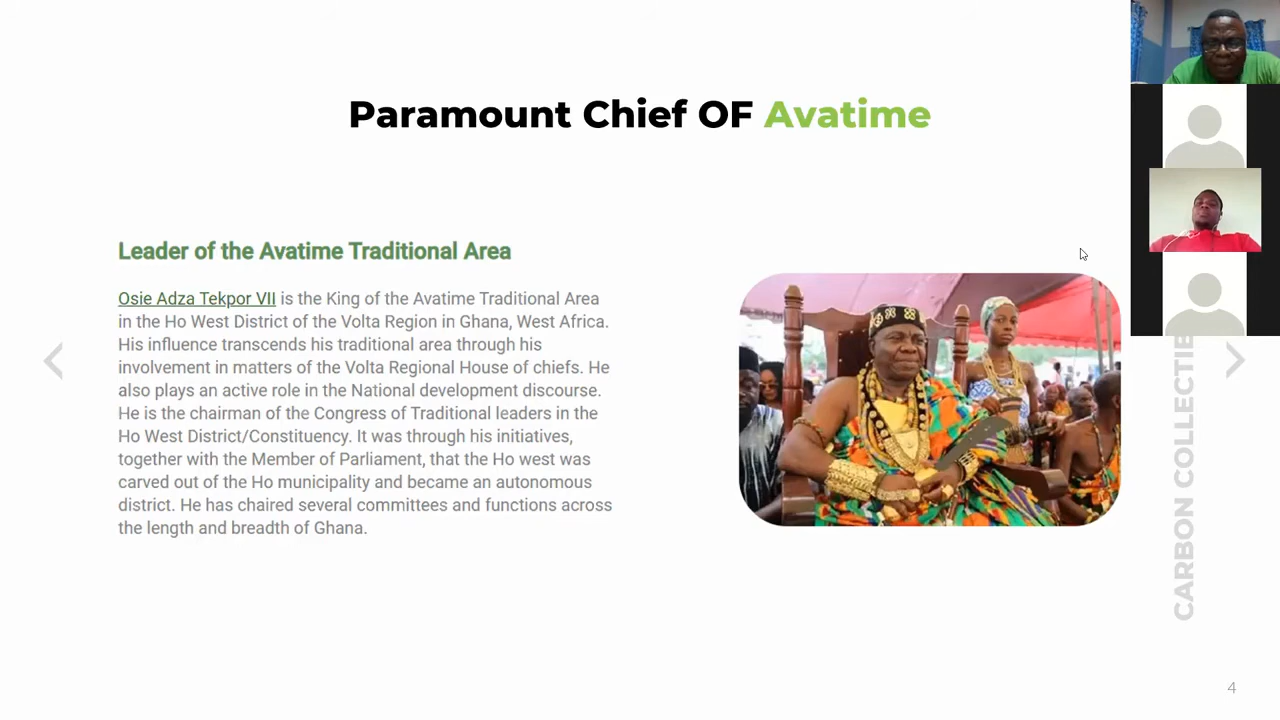 Paramount Chief OF Avatime
Leader of the Avatime Traditional Area
Osie Adza Tekpor VII is the King of the Avatime Traditional Area
in the Ho West District of the Volta Region in Ghana, West Africa.
His influence transcends his traditional area through his
involvement in matters of the Volta Regional House of chiefs. He
also plays an active role in the National development discourse.
He is the chairman of the Congress of Traditional leaders in the
Ho West District/Constituency. It was through his initiatives,
together with the Member of Parliament, that the Ho west was
carved out of the Ho municipality and became an autonomous
district. He has chaired several committees and functions across
the length and breadth of Ghana.
CARBON COLLECTIE
4